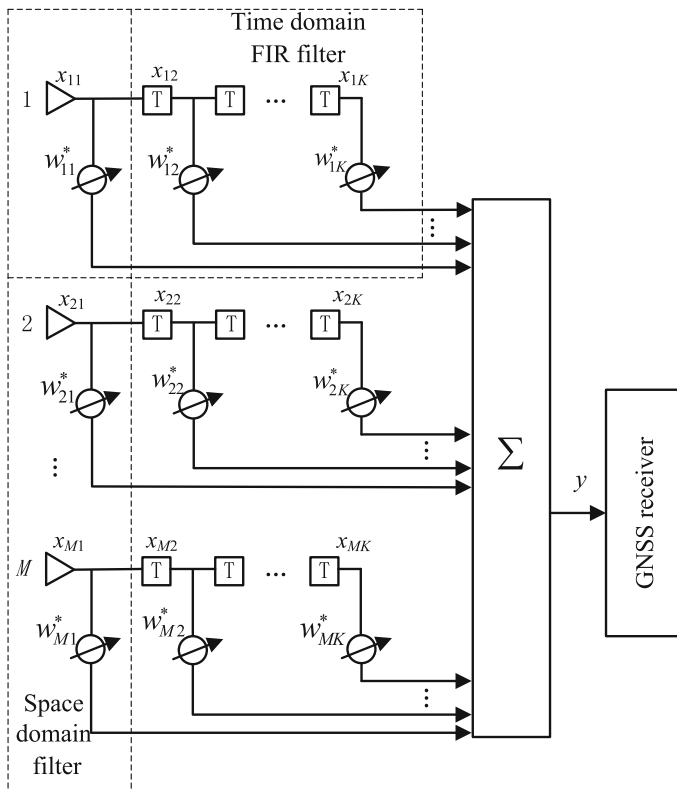 Time domain
FIR filter
x₁₁ x₁₂ x₁K
1 T T ... T
w*₁₁ w*₁₂ w*₁K
...
x₂₁ x₂₂ x₂K
2 T T ... T
w*₂₁ w*₂₂ w*₂K
... ...
Σ
y
GNSS receiver
xM₁ xM₂ xMK
M T T ... T
w*M₁ w*M₂ w*MK
...
Space
domain
filter